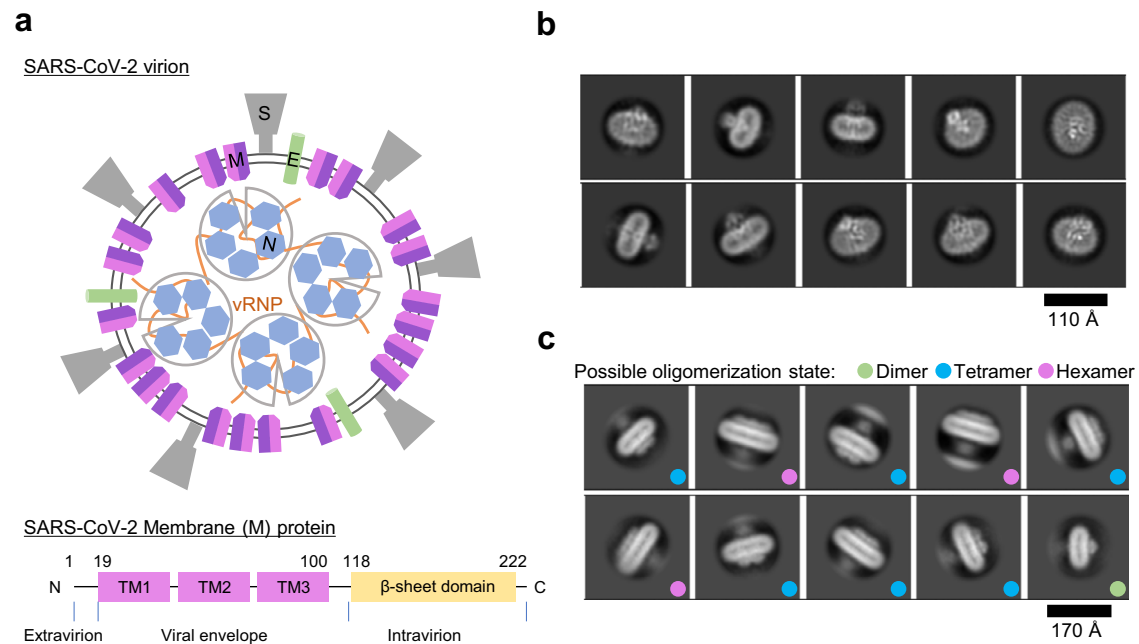 a
SARS-CoV-2 virion
S
M
E
N
vRNP
SARS-CoV-2 Membrane (M) protein
1 19 100 118 222
N TM1 TM2 TM3 β-sheet domain C
Extravirion Viral envelope Intravirion
b
110 Å
c
Possible oligomerization state: Dimer Tetramer Hexamer
170 Å